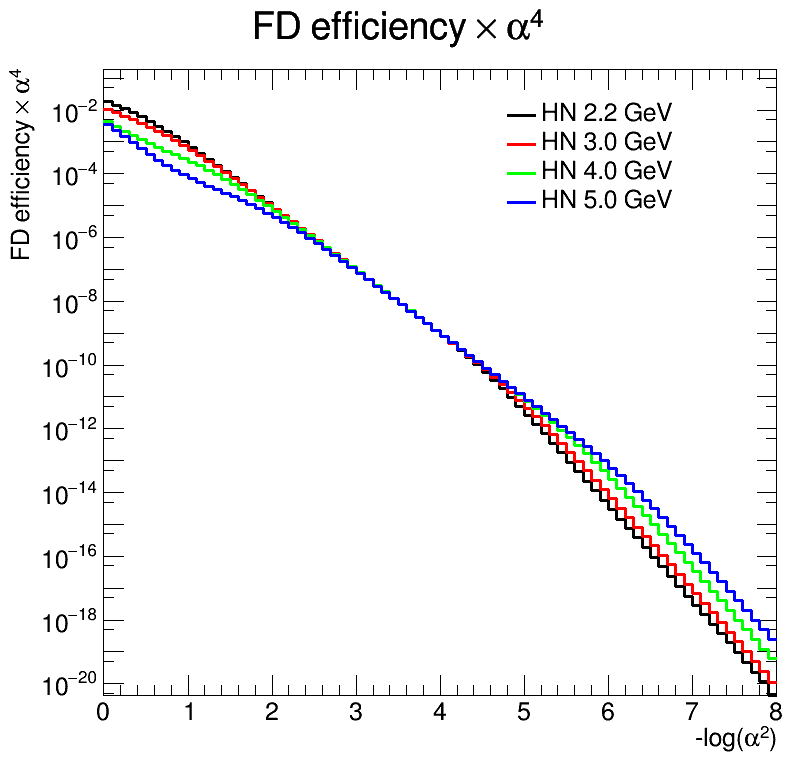 FD efficiency × α⁴
FD efficiency × α⁴
HN 2.2 GeV
HN 3.0 GeV
HN 4.0 GeV
HN 5.0 GeV
10⁻²
10⁻⁴
10⁻⁶
10⁻⁸
10⁻¹⁰
10⁻¹²
10⁻¹⁴
10⁻¹⁶
10⁻¹⁸
10⁻²⁰
0 1 2 3 4 5 6 7 8
-log(α²)